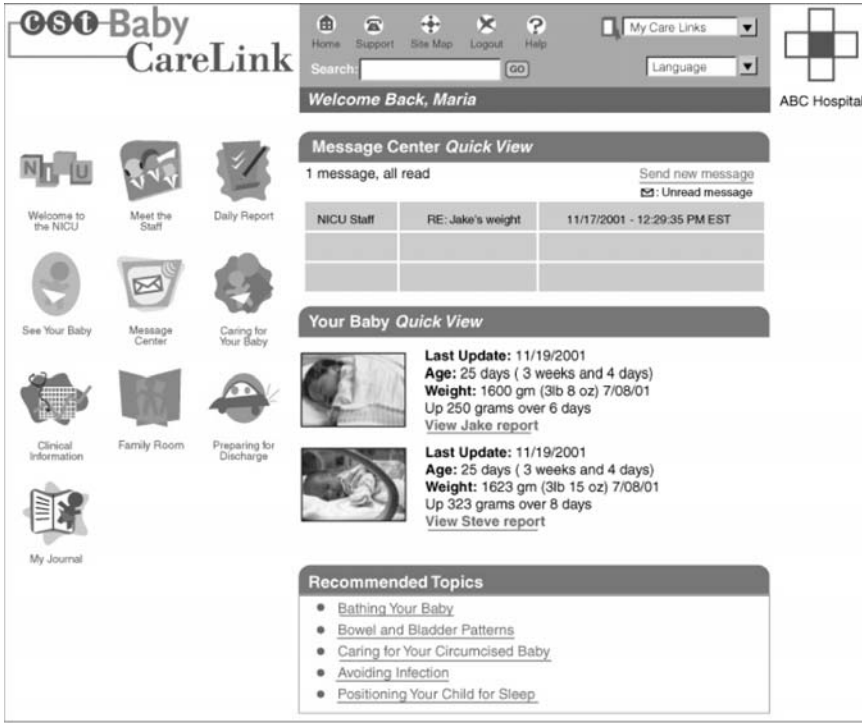 cst Baby
CareLink
Home Support Site Map Logout Help
My Care Links
Search: GO
Language
Welcome Back, Maria
ABC Hospital
NICU
Welcome to
the NICU
Meet the
Staff
Daily Report
See Your Baby
Message
Center
Caring for
Your Baby
Clinical
Information
Family Room
Preparing for
Discharge
My Journal
Message Center Quick View
1 message, all read
Send new message
: Unread message
NICU Staff RE: Jake's weight 11/17/2001 - 12:29:35 PM EST
Your Baby Quick View
Last Update: 11/19/2001
Age: 25 days ( 3 weeks and 4 days)
Weight: 1600 gm (3lb 8 oz) 7/08/01
Up 250 grams over 6 days
View Jake report
Last Update: 11/19/2001
Age: 25 days ( 3 weeks and 4 days)
Weight: 1623 gm (3lb 15 oz) 7/08/01
Up 323 grams over 8 days
View Steve report
Recommended Topics
Bathing Your Baby
Bowel and Bladder Patterns
Caring for Your Circumcised Baby
Avoiding Infection
Positioning Your Child for Sleep